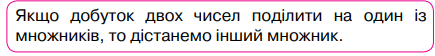 Якщо добуток двох чисел поділити на один із
множників, то дістанемо інший множник.